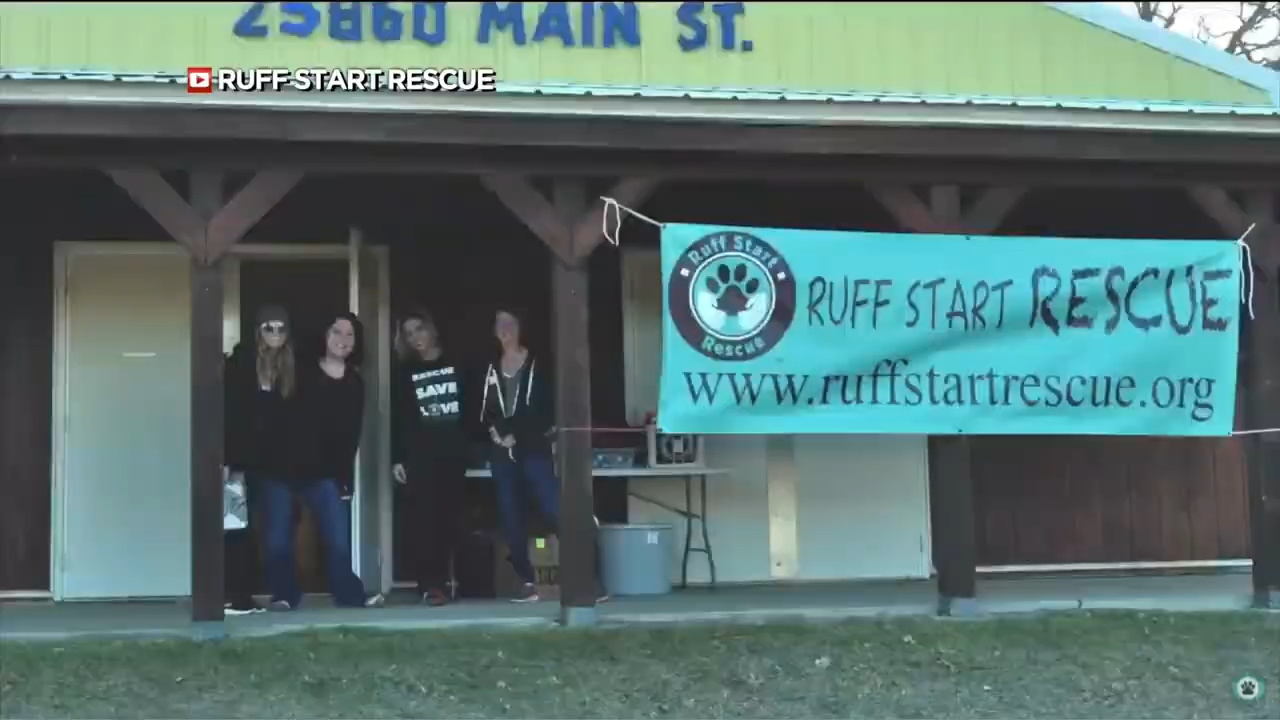 25860 MAIN ST.
RUFF START RESCUE
Ruff Start
Rescue
RUFF START RESCUE
www.ruffstartrescue.org
RESCUE
SAVE
LOVE